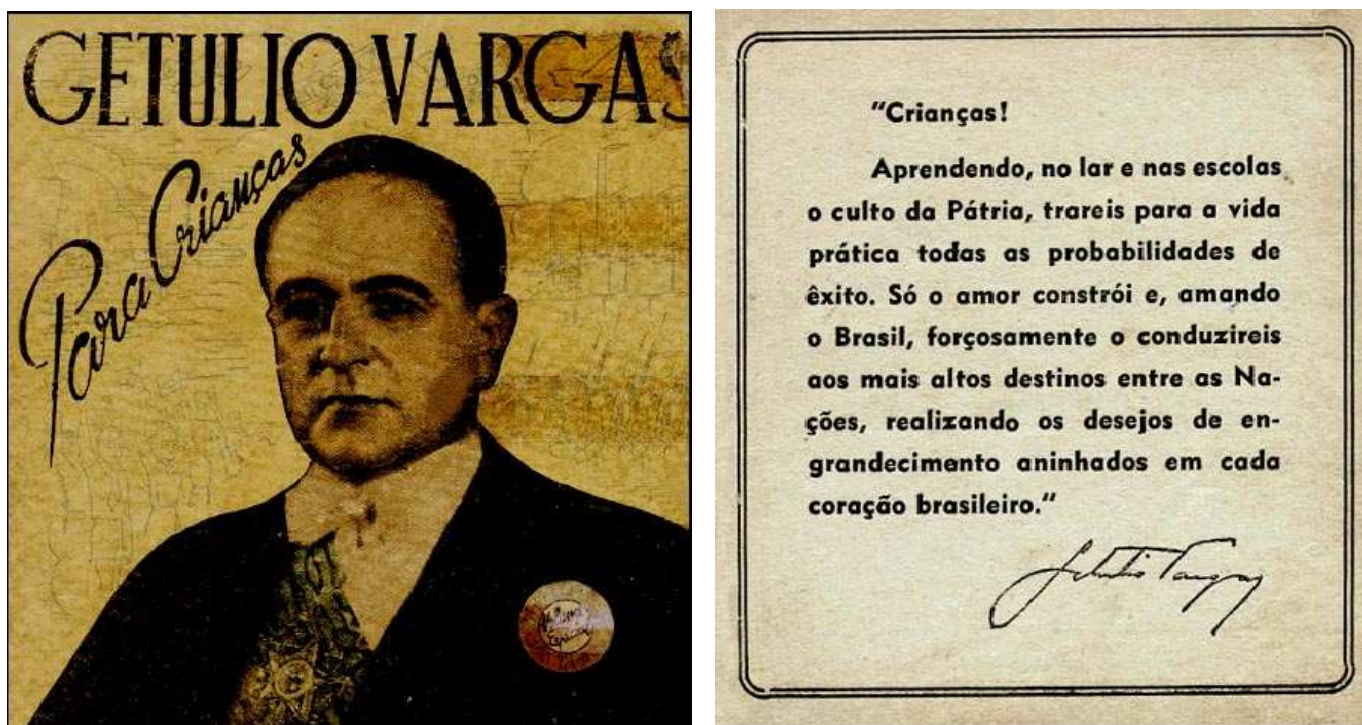 GETULIO VARGAS
Para Crianças
"Crianças!
Aprendendo, no lar e nas escolas
o culto da Pátria, trareis para a vida
prática todas as probabilidades de
êxito. Só o amor constrói e, amando
o Brasil, forçosamente o conduzireis
aos mais altos destinos entre as Na-
ções, realizando os desejos de en-
grandecimento aninhados em cada
coração brasileiro."
Getulio Vargas